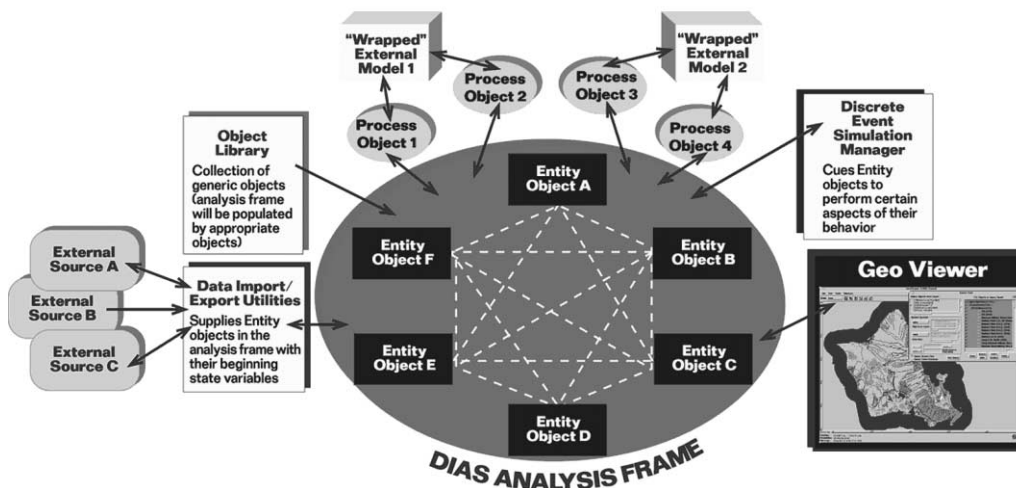 "Wrapped"
External
Model 1
"Wrapped"
External
Model 2
Process
Object 2
Process
Object 3
Process
Object 1
Process
Object 4
Object
Library
Collection of
generic objects
(analysis frame
will be populated
by appropriate
objects)
Discrete
Event
Simulation
Manager
Cues Entity
objects to
perform certain
aspects of their
behavior
Entity
Object A
Entity
Object F
Entity
Object B
Entity
Object E
Entity
Object C
Entity
Object D
External
Source A
External
Source B
External
Source C
Data Import/
Export Utilities
Supplies Entity
objects in the
analysis frame with
their beginning
state variables
Geo Viewer
DIAS ANALYSIS FRAME